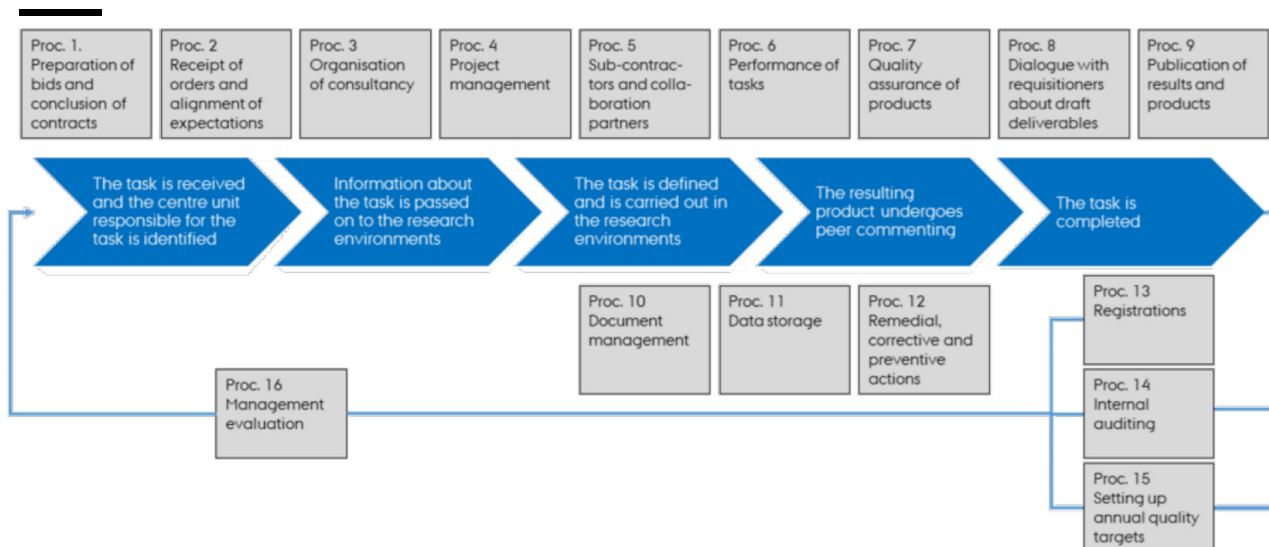 Proc. 1.
Preparation of
bids and
conclusion of
contracts
Proc. 2
Receipt of
orders and
alignment of
expectations
Proc. 3
Organisation
of consultancy
Proc. 4
Project
management
Proc. 5
Sub-contrac-
tors and colla-
boration
partners
Proc. 6
Performance of
tasks
Proc. 7
Quality
assurance of
products
Proc. 8
Dialogue with
requisitioners
about draft
deliverables
Proc. 9
Publication of
results and
products
The task is received
and the centre unit
responsible for the
task is identified
Information about
the task is passed
on to the research
environments
The task is defined
and is carried out in
the research
environments
The resulting
product undergoes
peer commenting
The task is
completed
Proc. 10
Document
management
Proc. 11
Data storage
Proc. 12
Remedial,
corrective and
preventive
actions
Proc. 13
Registrations
Proc. 14
Internal
auditing
Proc. 15
Setting up
annual quality
targets
Proc. 16
Management
evaluation